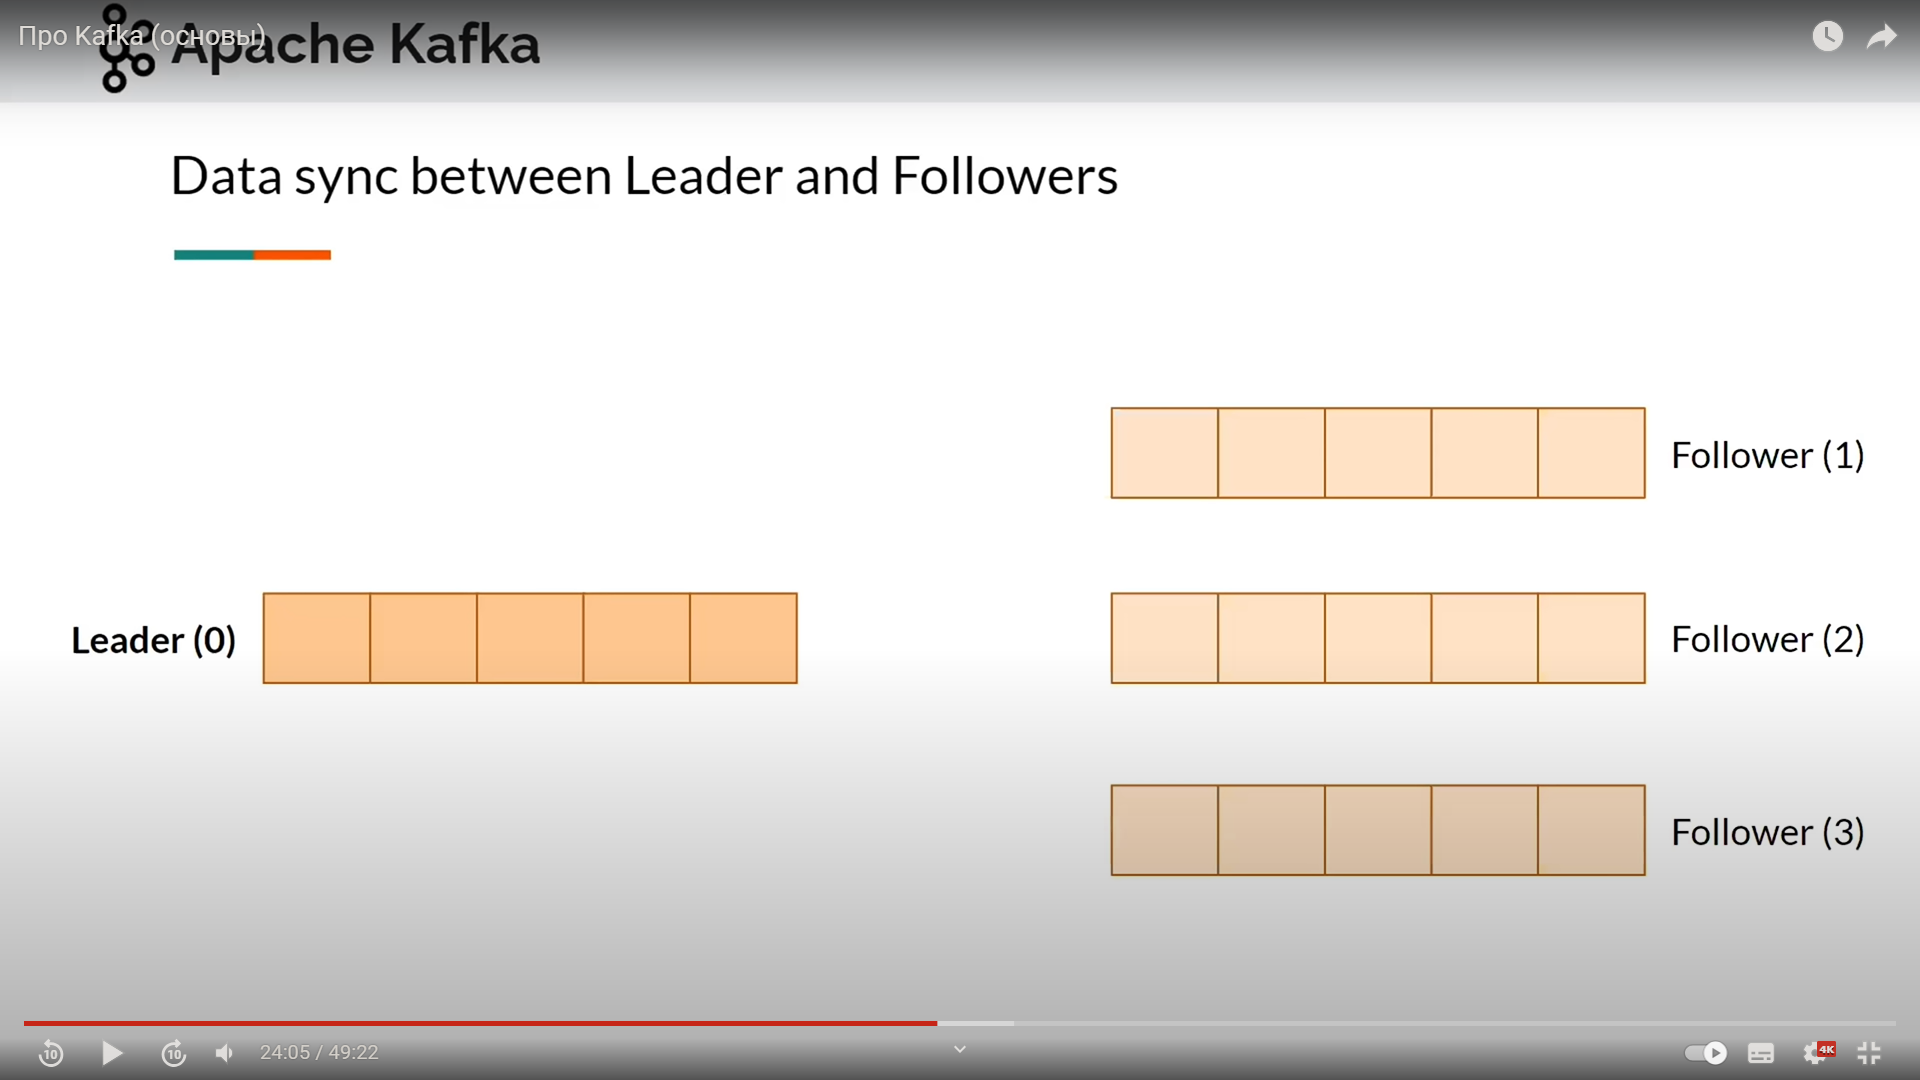 Про Kafka (основы)
Apache Kafka
Data sync between Leader and Followers
Follower (1)
Leader (0)
Follower (2)
Follower (3)
10
10
24:05 / 49:22
4K